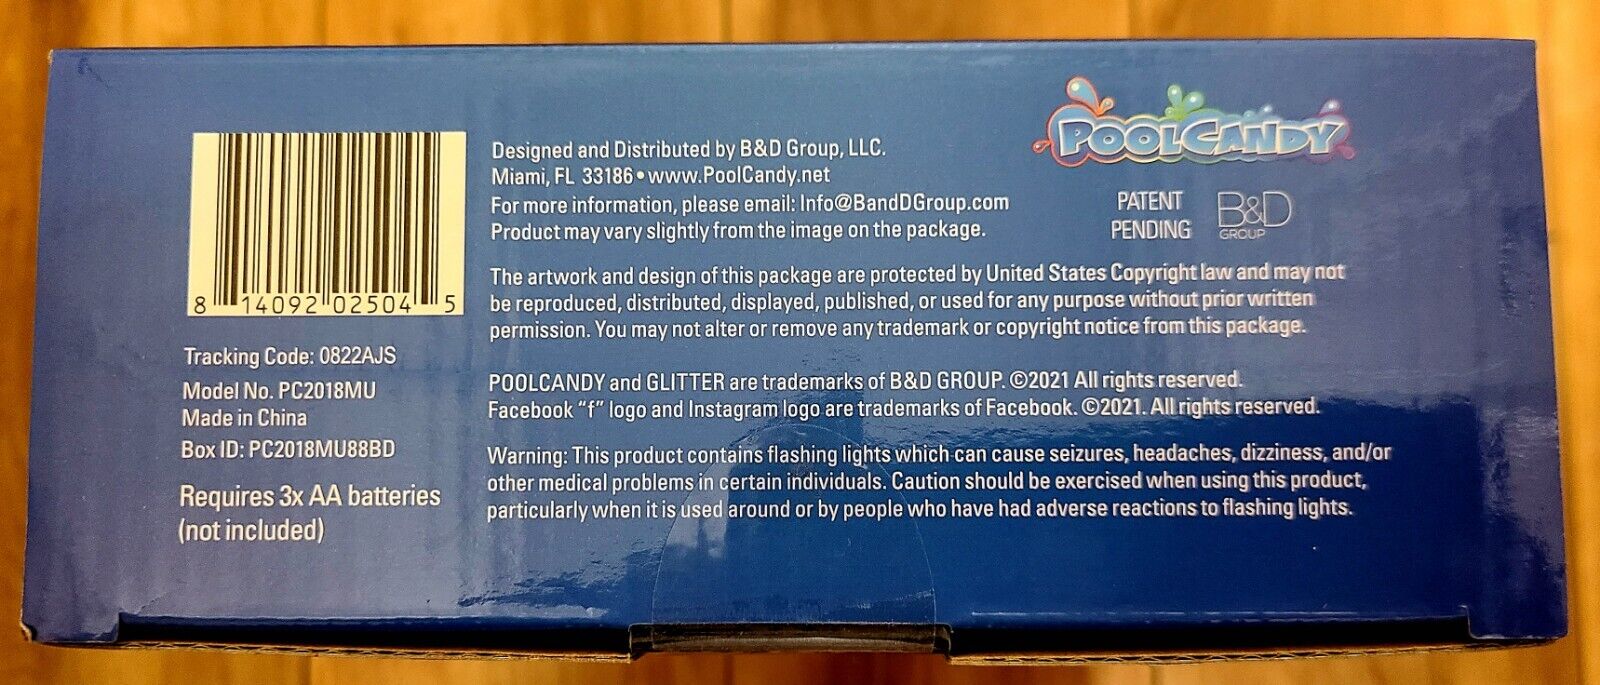 8 14092 02504 5
Tracking Code: 0822AJS
Model No. PC2018MU
Made in China
Box ID: PC2018MU88BD
Requires 3x AA batteries
(not included)
Designed and Distributed by B&D Group, LLC.
Miami, FL 33186 • www.PoolCandy.net
For more information, please email: Info@BandDGroup.com
Product may vary slightly from the image on the package.
POOLCANDY
PATENT
PENDING
B&D
GROUP
The artwork and design of this package are protected by United States Copyright law and may not
be reproduced, distributed, displayed, published, or used for any purpose without prior written
permission. You may not alter or remove any trademark or copyright notice from this package.
POOLCANDY and GLITTER are trademarks of B&D GROUP. ©2021 All rights reserved.
Facebook “f” logo and Instagram logo are trademarks of Facebook. ©2021. All rights reserved.
Warning: This product contains flashing lights which can cause seizures, headaches, dizziness, and/or
other medical problems in certain individuals. Caution should be exercised when using this product,
particularly when it is used around or by people who have had adverse reactions to flashing lights.